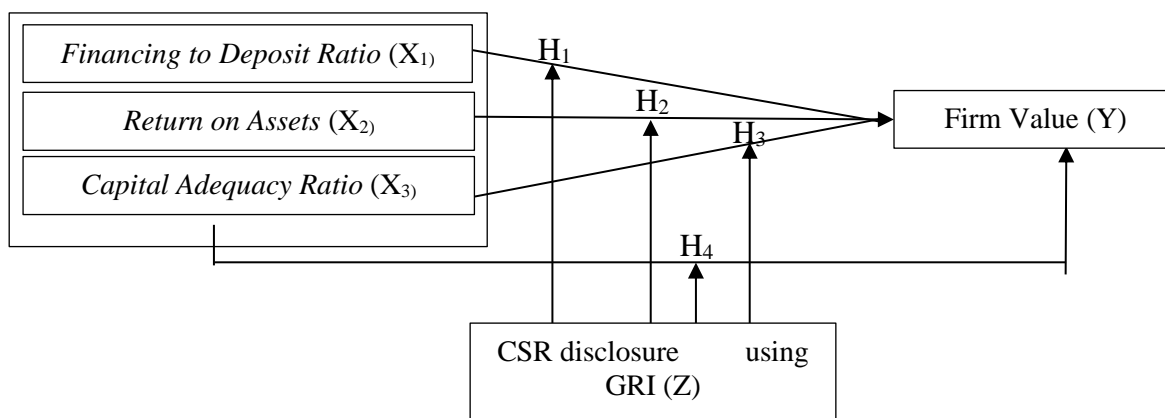 Financing to Deposit Ratio (X1)
H1
Return on Assets (X2)
H2
Firm Value (Y)
H3
Capital Adequacy Ratio (X3)
H4
CSR disclosure using
GRI (Z)